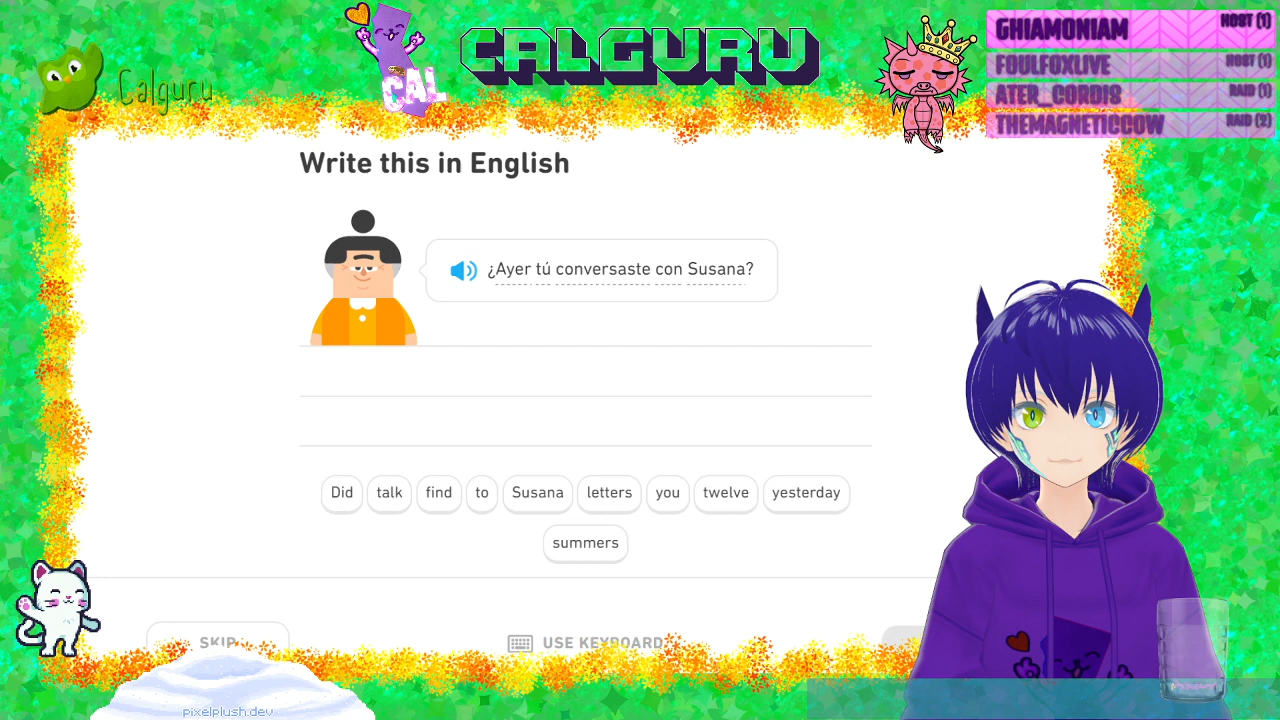 Calguru
CAL
CALGURU
GHIAMONIAM HOST (1)
FOULFOXLIVE HOST (1)
ATER_CORDIS RAID (1)
THEMAGNETICCOW RAID (2)
Write this in English
¿Ayer tú conversaste con Susana?
Did talk find to Susana letters you twelve yesterday
summers
SKIP
USE KEYBOARD
pixelplush.dev